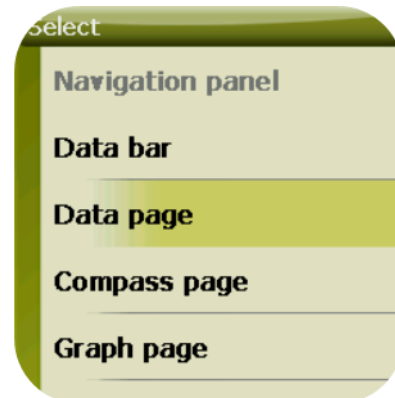 Select
Navigation panel
Data bar
Data page
Compass page
Graph page